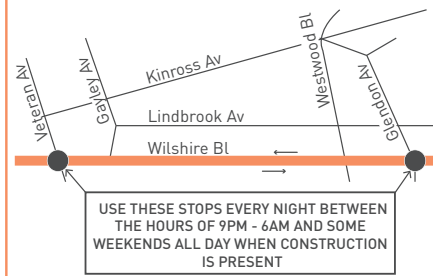 Westwood Bl
Kinross Av
Veteran Av
Gayley Av
Glendon Av
Lindbrook Av
Wilshire Bl
USE THESE STOPS EVERY NIGHT BETWEEN
THE HOURS OF 9PM - 6AM AND SOME
WEEKENDS ALL DAY WHEN CONSTRUCTION
IS PRESENT